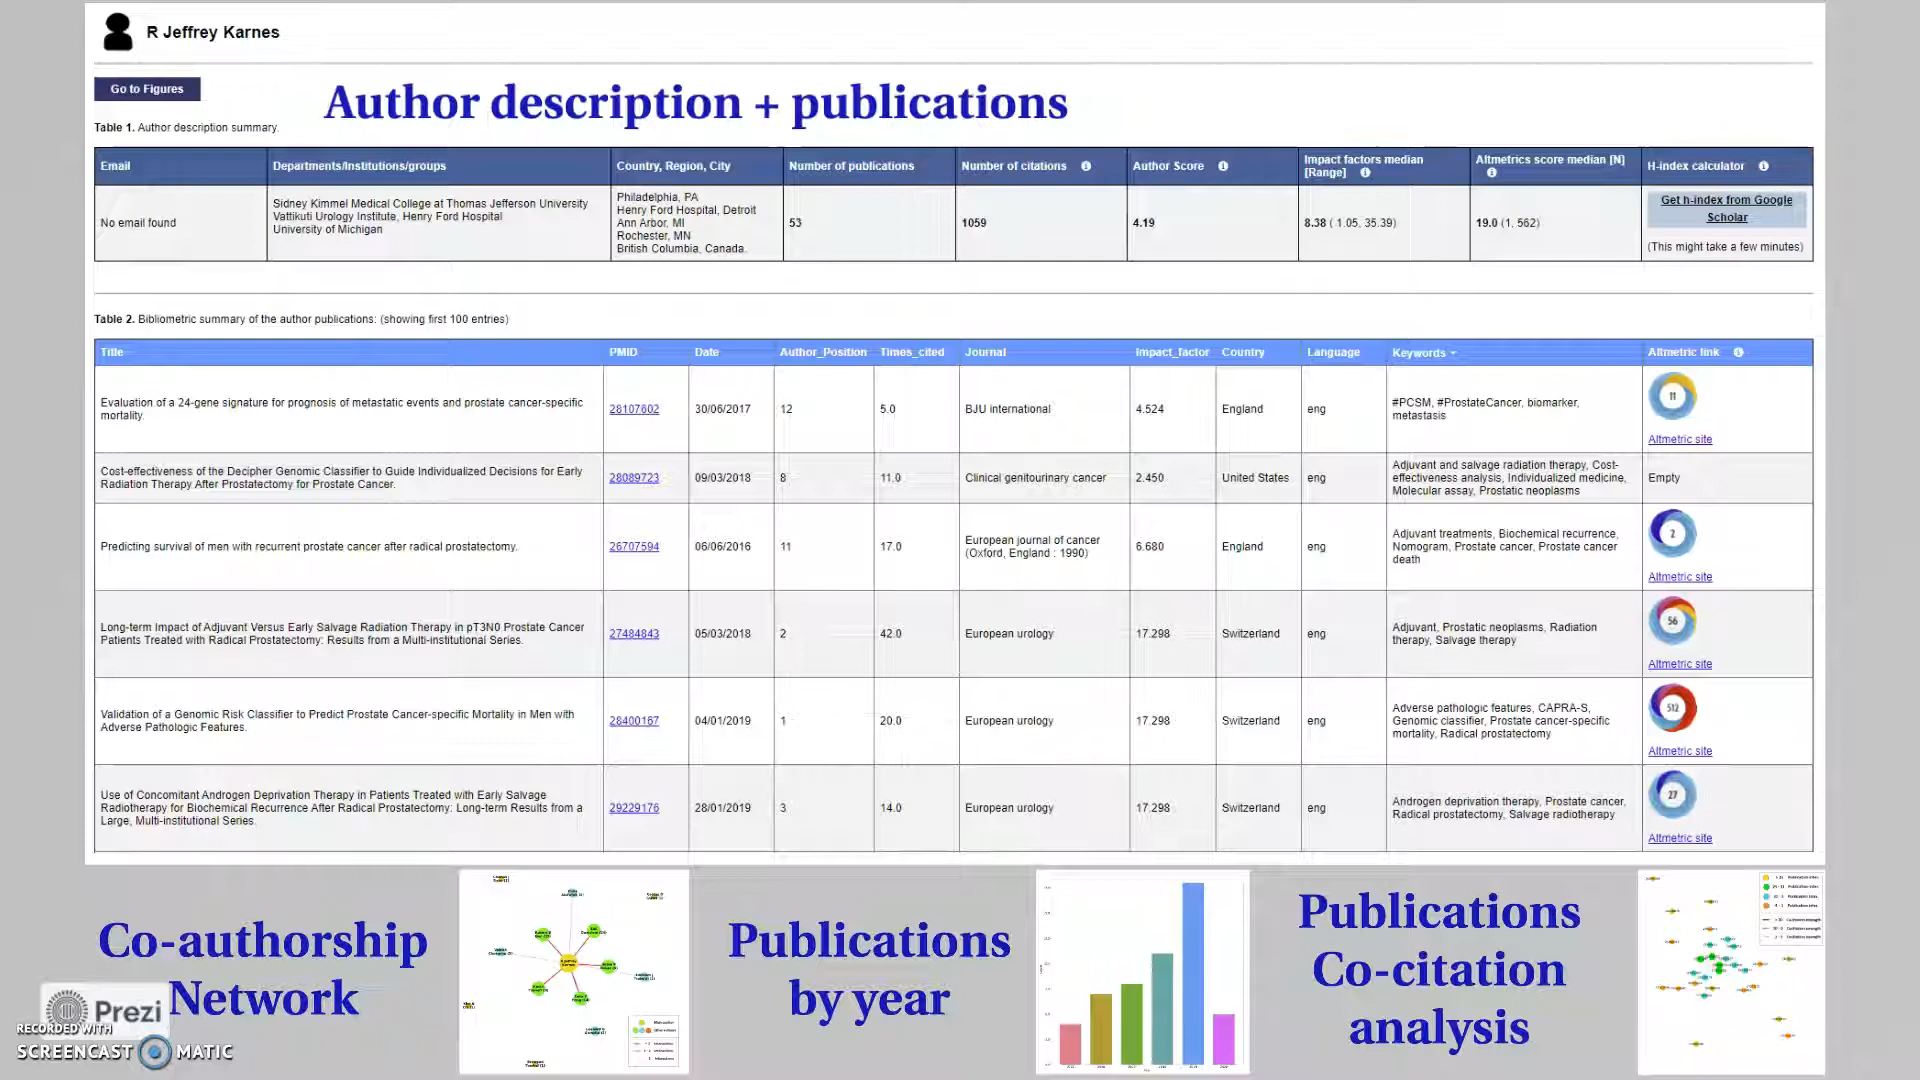 R Jeffrey Karnes
Go to Figures
Author description + publications
Table 1. Author description summary.
Email
Departments/Institutions/groups
Country, Region, City
Number of publications
Number of citations
Author Score
Impact factors median
[Range]
Altmetrics score median [N]
H-index calculator
No email found
Sidney Kimmel Medical College at Thomas Jefferson University
Vattikuti Urology Institute, Henry Ford Hospital
University of Michigan
Philadelphia, PA
Henry Ford Hospital, Detroit
Ann Arbor, MI
Rochester, MN
British Columbia, Canada.
53
1059
4.19
8.38 ( 1.05, 35.39)
19.0 (1, 562)
Get h-index from Google
Scholar
(This might take a few minutes)
Table 2. Bibliometric summary of the author publications: (showing first 100 entries)
Title
PMID
Date
Author_Position
Times_cited
Journal
Impact_factor
Country
Language
Keywords
Altmetric link
Evaluation of a 24-gene signature for prognosis of metastatic events and prostate cancer-specific
mortality.
28107602
30/06/2017
12
5.0
BJU international
4.524
England
eng
#PCSM, #ProstateCancer, biomarker,
metastasis
11
Altmetric site
Cost-effectiveness of the Decipher Genomic Classifier to Guide Individualized Decisions for Early
Radiation Therapy After Prostatectomy for Prostate Cancer.
28089723
09/03/2018
8
11.0
Clinical genitourinary cancer
2.450
United States
eng
Adjuvant and salvage radiation therapy, Cost-
effectiveness analysis, Individualized medicine,
Molecular assay, Prostatic neoplasms
Empty
Predicting survival of men with recurrent prostate cancer after radical prostatectomy.
26707594
06/06/2016
11
17.0
European journal of cancer
(Oxford, England : 1990)
6.680
England
eng
Adjuvant treatments, Biochemical recurrence,
Nomogram, Prostate cancer, Prostate cancer
death
2
Altmetric site
Long-term Impact of Adjuvant Versus Early Salvage Radiation Therapy in pT3N0 Prostate Cancer
Patients Treated with Radical Prostatectomy: Results from a Multi-institutional Series.
27484843
05/03/2018
2
42.0
European urology
17.298
Switzerland
eng
Adjuvant, Prostatic neoplasms, Radiation
therapy, Salvage therapy
56
Altmetric site
Validation of a Genomic Risk Classifier to Predict Prostate Cancer-specific Mortality in Men with
Adverse Pathologic Features.
28400167
04/01/2019
1
20.0
European urology
17.298
Switzerland
eng
Adverse pathologic features, CAPRA-S,
Genomic classifier, Prostate cancer-specific
mortality, Radical prostatectomy
512
Altmetric site
Use of Concomitant Androgen Deprivation Therapy in Patients Treated with Early Salvage
Radiotherapy for Biochemical Recurrence After Radical Prostatectomy: Long-term Results from a
Large, Multi-institutional Series.
29229176
28/01/2019
3
14.0
European urology
17.298
Switzerland
eng
Androgen deprivation therapy, Prostate cancer,
Radical prostatectomy, Salvage radiotherapy
27
Altmetric site
Co-authorship
Network
Publications
by year
Publications
Co-citation
analysis
Prezi
RECORDED WITH
SCREENCAST MATIC